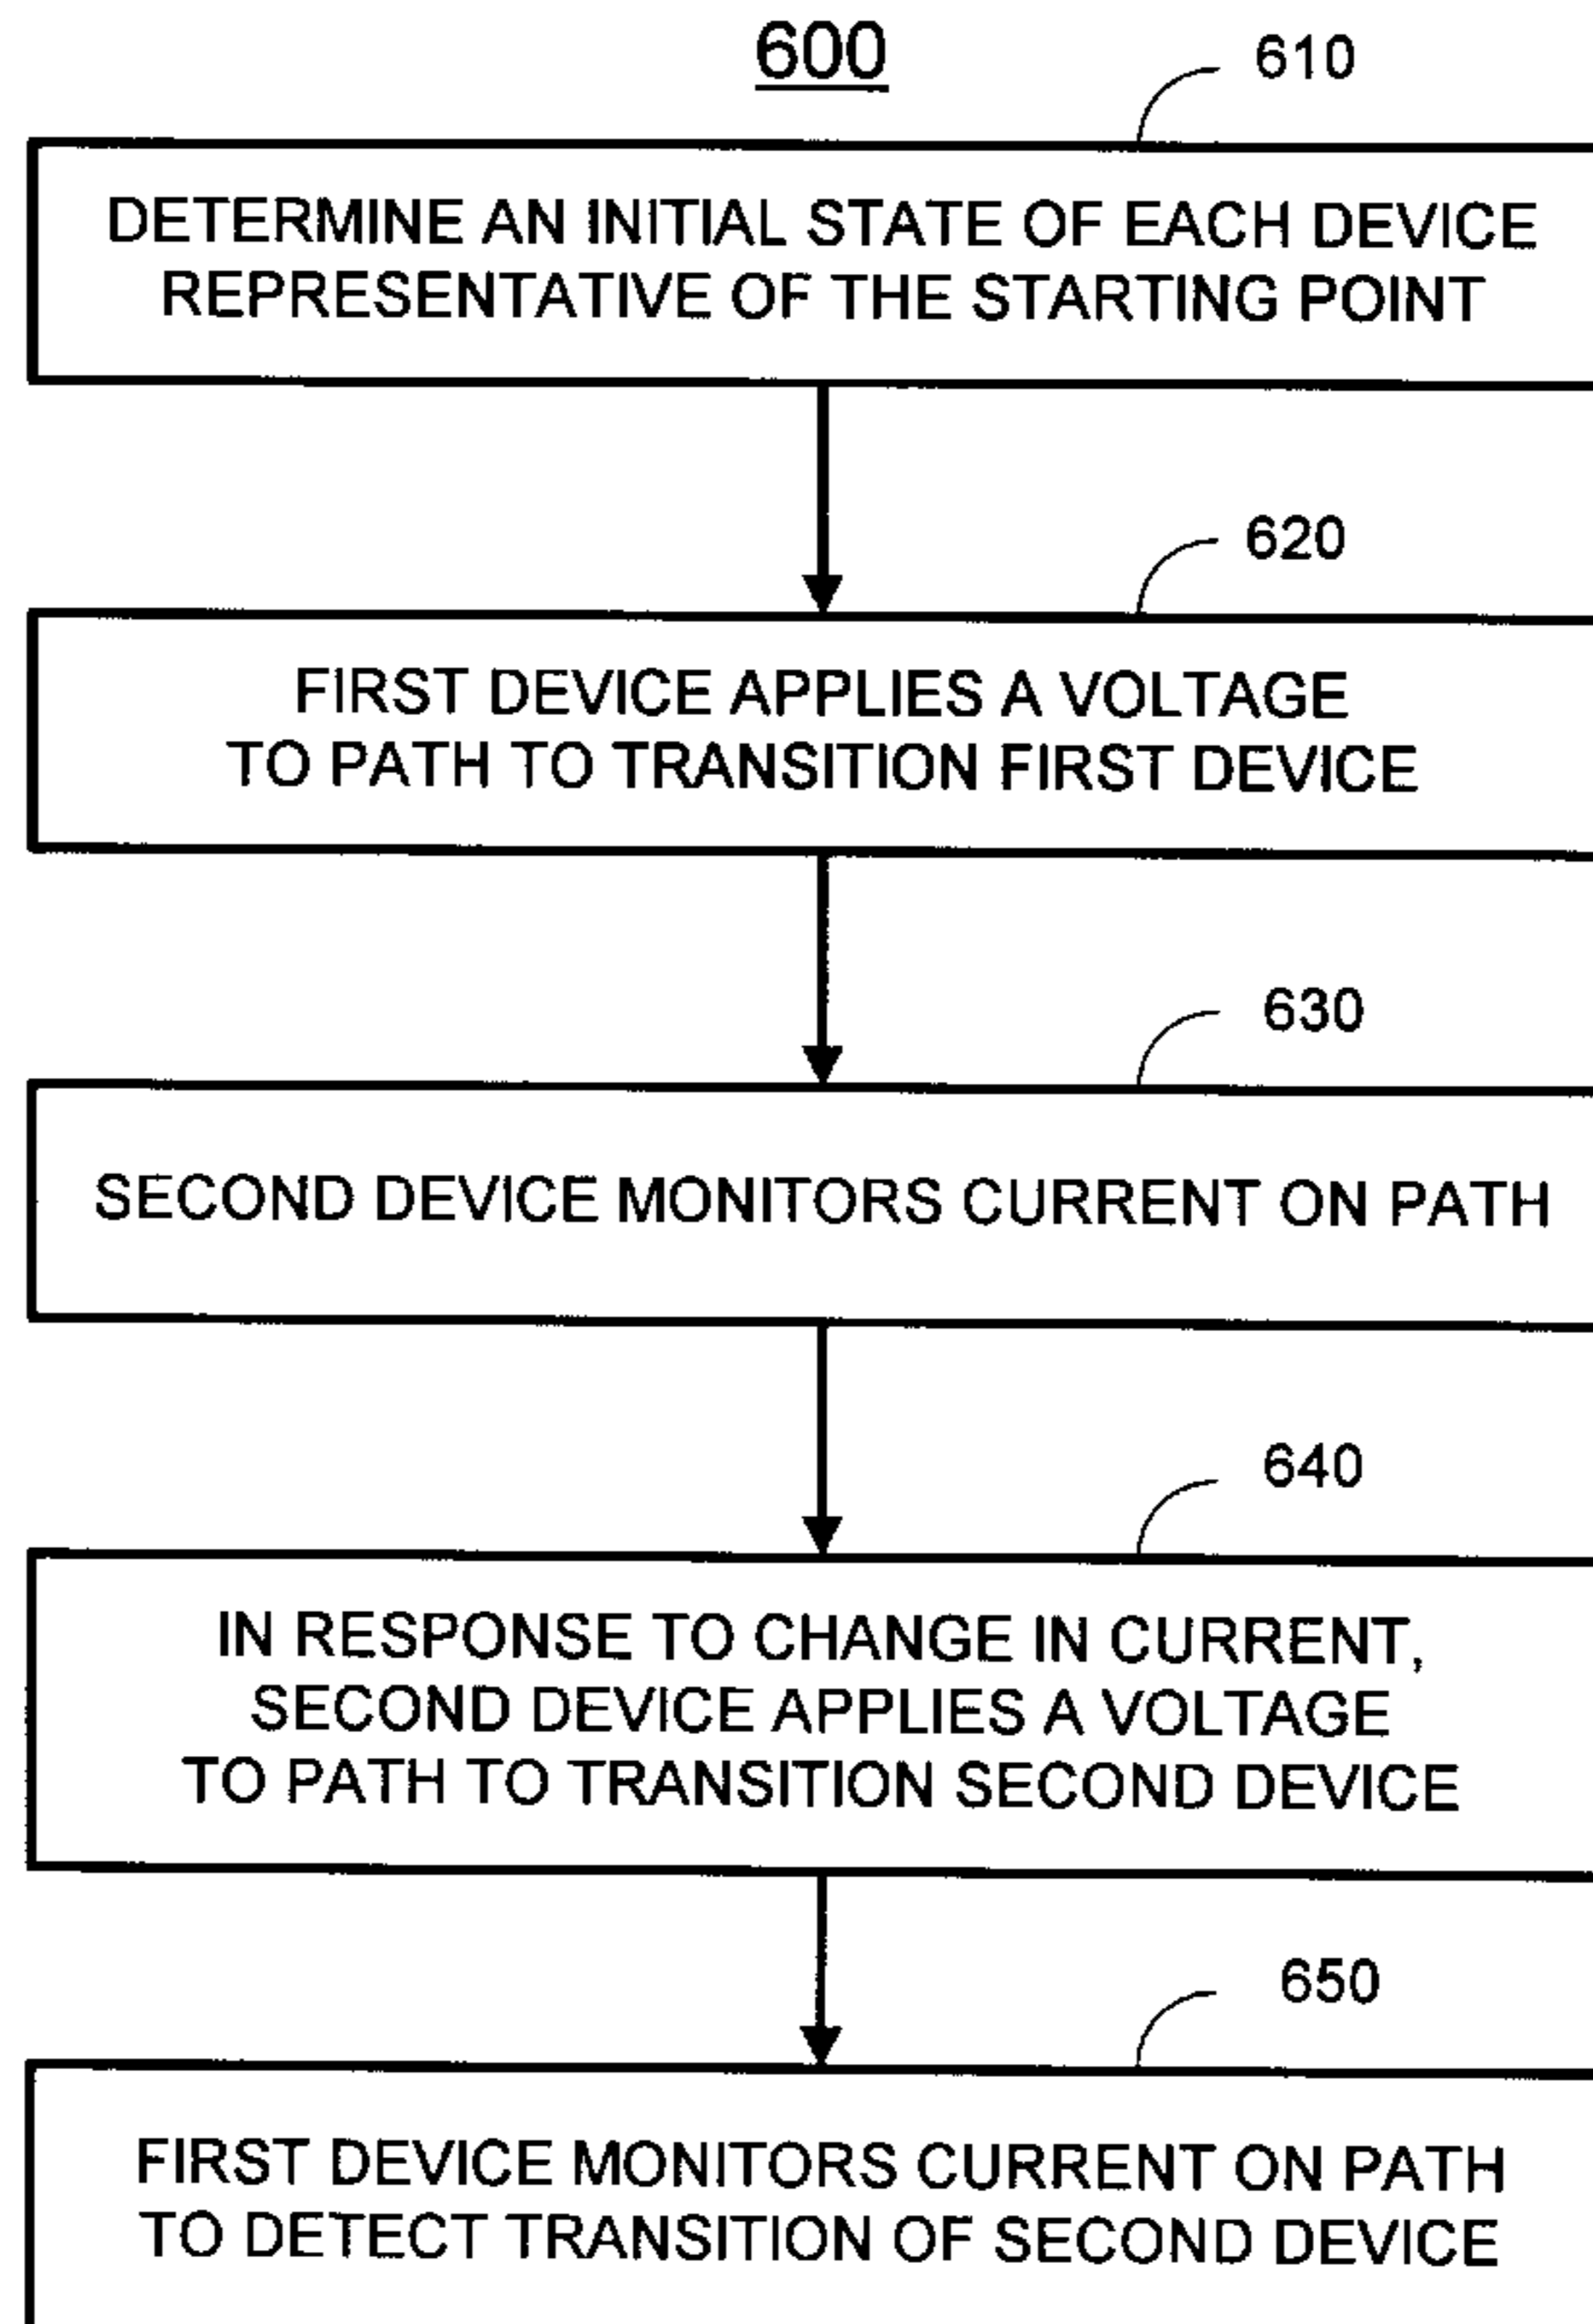 600
610
DETERMINE AN INITIAL STATE OF EACH DEVICE
REPRESENTATIVE OF THE STARTING POINT
620
FIRST DEVICE APPLIES A VOLTAGE
TO PATH TO TRANSITION FIRST DEVICE
630
SECOND DEVICE MONITORS CURRENT ON PATH
640
IN RESPONSE TO CHANGE IN CURRENT,
SECOND DEVICE APPLIES A VOLTAGE
TO PATH TO TRANSITION SECOND DEVICE
650
FIRST DEVICE MONITORS CURRENT ON PATH
TO DETECT TRANSITION OF SECOND DEVICE